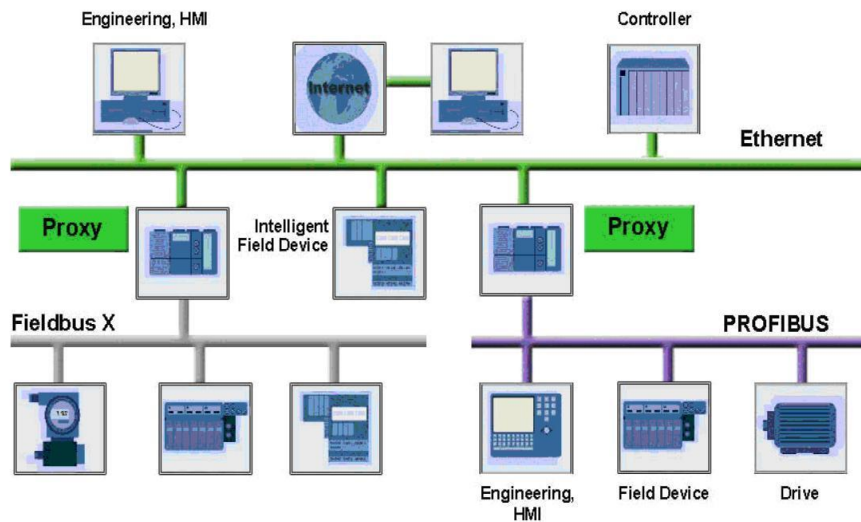 Engineering, HMI
Controller
Internet
Ethernet
Proxy
Intelligent
Field Device
Proxy
Fieldbus X
PROFIBUS
Engineering,
HMI
Field Device
Drive